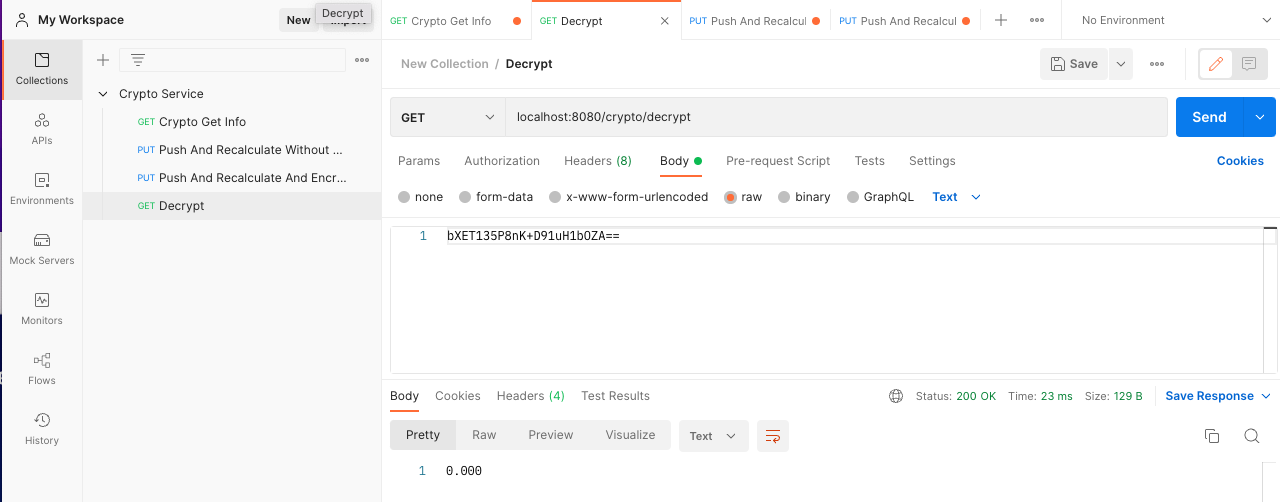 My Workspace
New
Import
Decrypt
GET Crypto Get Info
GET Decrypt
PUT Push And Recalcul
PUT Push And Recalcul
No Environment
Collections
APIs
Environments
Mock Servers
Monitors
Flows
History
Crypto Service
GET Crypto Get Info
PUT Push And Recalculate Without ...
PUT Push And Recalculate And Encr...
GET Decrypt
New Collection / Decrypt
Save
GET
localhost:8080/crypto/decrypt
Send
Params Authorization Headers (8) Body Pre-request Script Tests Settings Cookies
none form-data x-www-form-urlencoded raw binary GraphQL Text
1 bXET135P8nK+D91uH1bOZA==
Body Cookies Headers (4) Test Results
Status: 200 OK Time: 23 ms Size: 129 B Save Response
Pretty Raw Preview Visualize Text
1 0.000